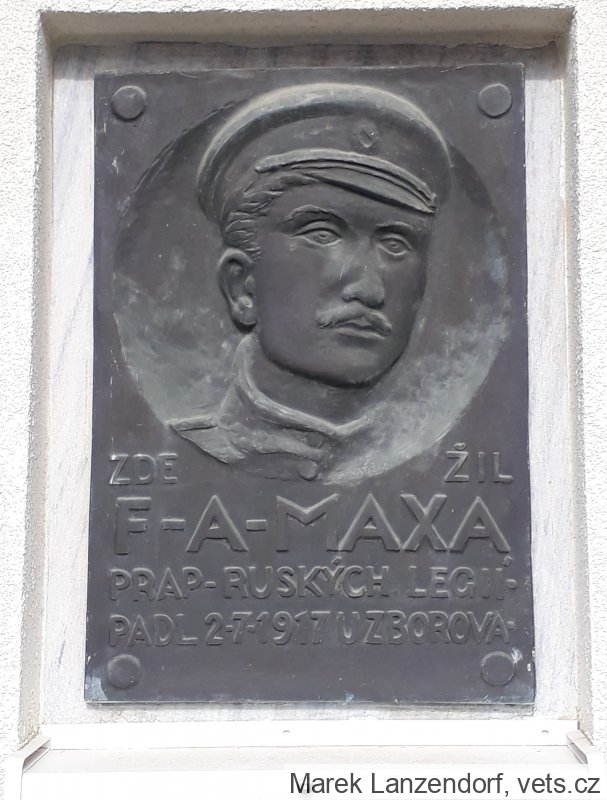 ZDE ŽIL
F-A-MAXA
PRAP-RUSKÝCH LEGIÍ-
PADL 2-7-1917 U ZBOROVA-
Marek Lanzendorf, vets.cz